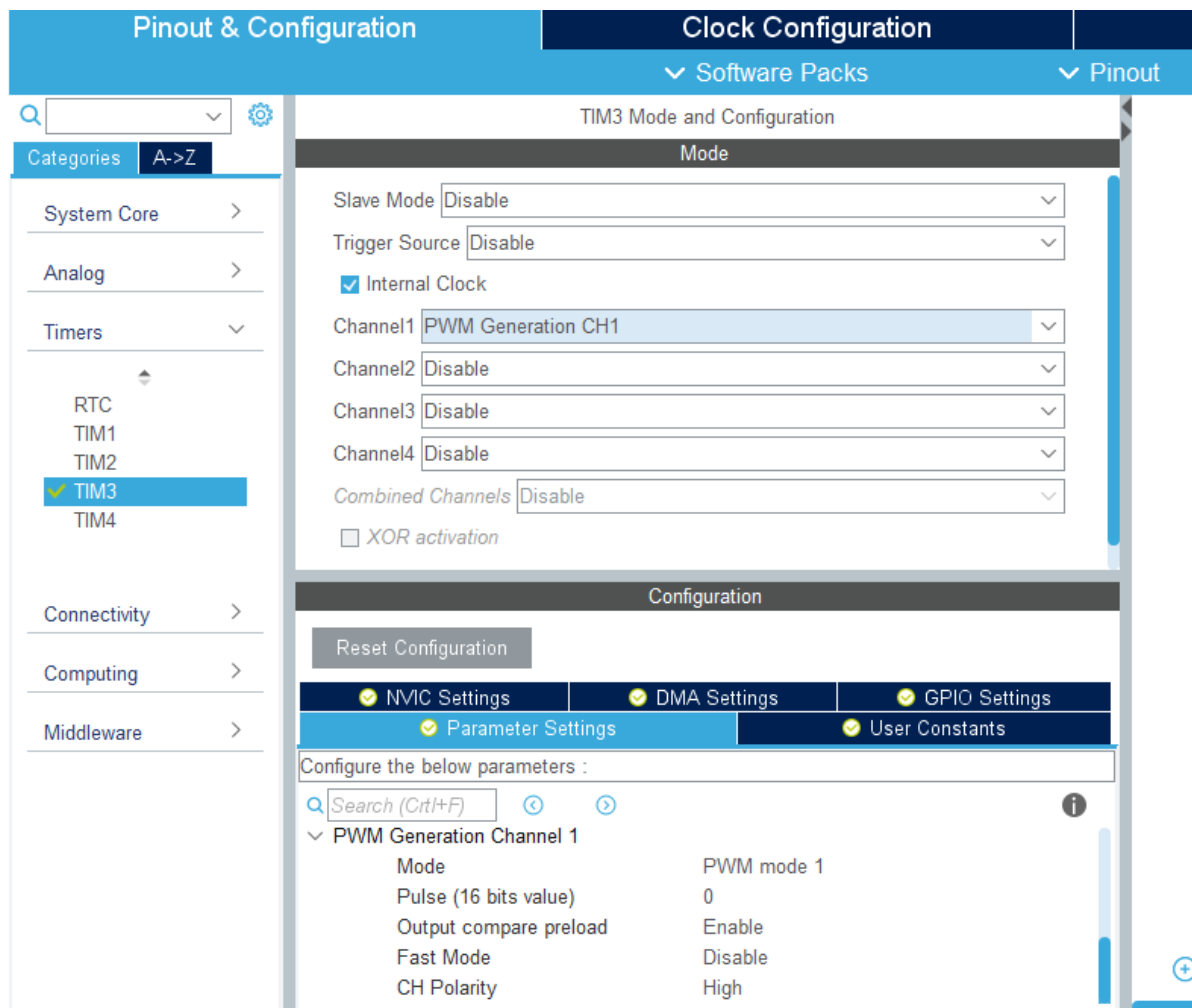 Pinout & Configuration
Clock Configuration
Software Packs
Pinout
Categories
A->Z
System Core
Analog
Timers
RTC
TIM1
TIM2
TIM3
TIM4
Connectivity
Computing
Middleware
TIM3 Mode and Configuration
Mode
Slave Mode Disable
Trigger Source Disable
Internal Clock
Channel1 PWM Generation CH1
Channel2 Disable
Channel3 Disable
Channel4 Disable
Combined Channels Disable
XOR activation
Configuration
Reset Configuration
NVIC Settings
DMA Settings
GPIO Settings
Parameter Settings
User Constants
Configure the below parameters :
Search (Crtl+F)
PWM Generation Channel 1
Mode PWM mode 1
Pulse (16 bits value) 0
Output compare preload Enable
Fast Mode Disable
CH Polarity High